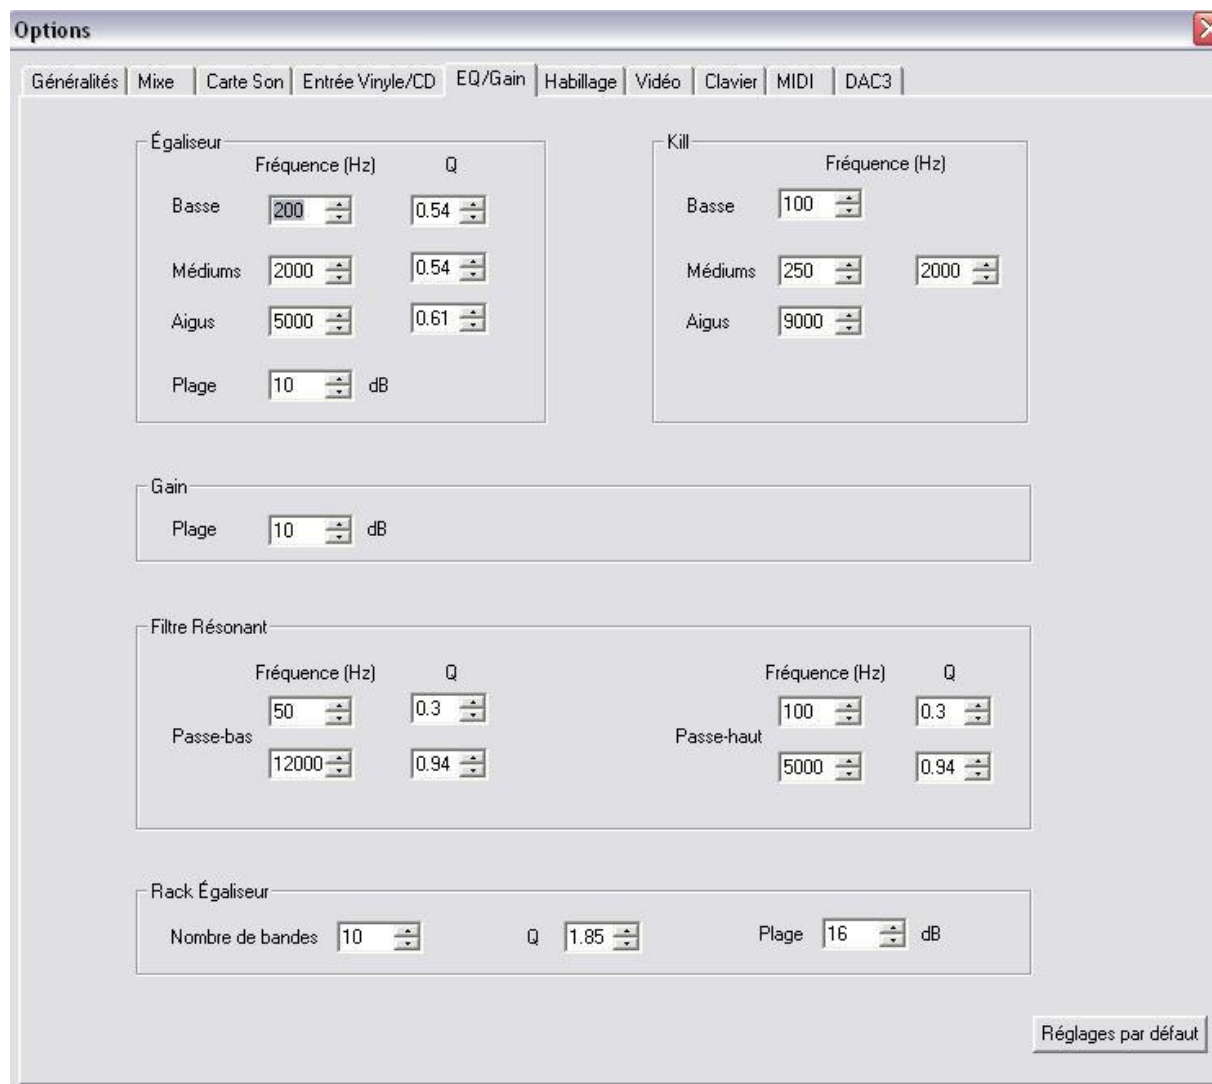 Options
Généralités Mixe Carte Son Entrée Vinyle/CD EQ/Gain Habillage Vidéo Clavier MIDI DAC3
Égaliseur
Fréquence (Hz) Q
Basse 200 0.54
Médiums 2000 0.54
Aigus 5000 0.61
Plage 10 dB
Kill
Fréquence (Hz)
Basse 100
Médiums 250 2000
Aigus 9000
Gain
Plage 10 dB
Filtre Résonant
Fréquence (Hz) Q
50 0.3
Passe-bas
12000 0.94
Fréquence (Hz) Q
100 0.3
Passe-haut
5000 0.94
Rack Égaliseur
Nombre de bandes 10 Q 1.85 Plage 16 dB
Réglages par défaut